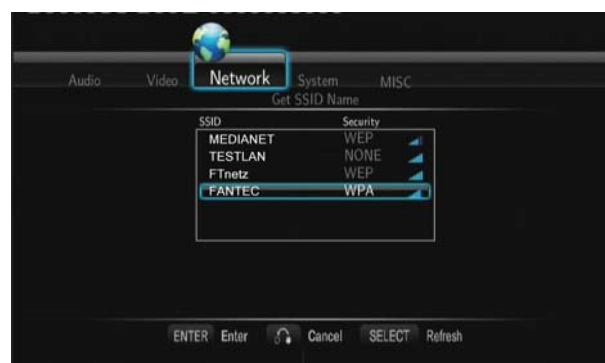 Audio Video Network System MISC
Get SSID Name
SSID Security
MEDIANET WEP
TESTLAN NONE
FTnetz WEP
FANTEC WPA
ENTER Enter Cancel SELECT Refresh